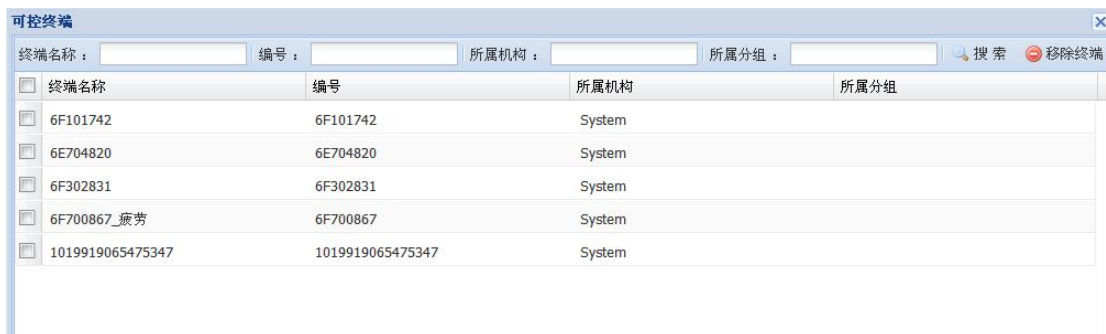 可控终端
终端名称： 编号： 所属机构： 所属分组： 搜索 移除终端
终端名称 编号 所属机构 所属分组
6F101742 6F101742 System
6E704820 6E704820 System
6F302831 6F302831 System
6F700867_疲劳 6F700867 System
1019919065475347 1019919065475347 System